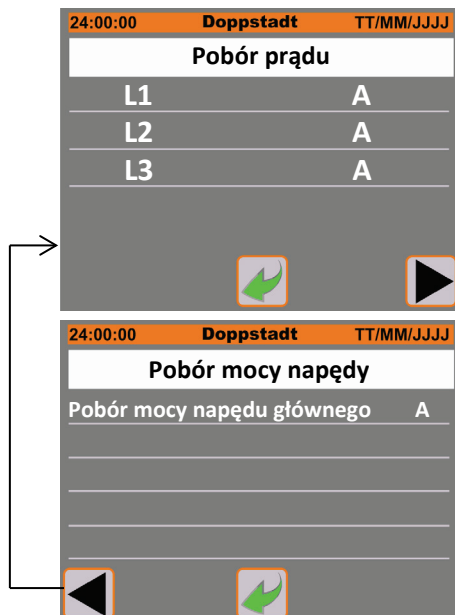 24:00:00 Doppstadt TT/MM/JJJJ
Pobór prądu
L1 A
L2 A
L3 A
24:00:00 Doppstadt TT/MM/JJJJ
Pobór mocy napędy
Pobór mocy napędu głównego A